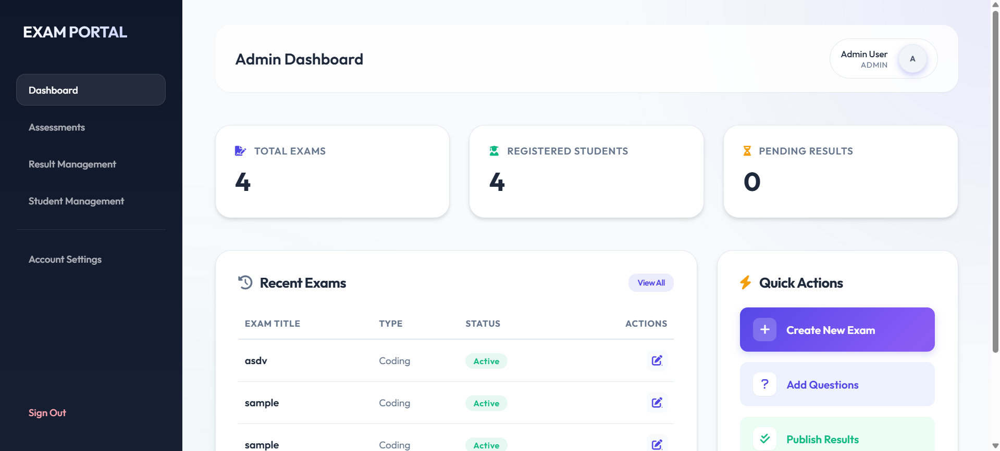 EXAM PORTAL
Dashboard
Assessments
Result Management
Student Management
Account Settings
Sign Out
Admin Dashboard
Admin User
ADMIN
A
TOTAL EXAMS
4
REGISTERED STUDENTS
4
PENDING RESULTS
0
Recent Exams
View All
EXAM TITLE TYPE STATUS ACTIONS
asdv Coding Active
sample Coding Active
sample Coding Active
Quick Actions
Create New Exam
? Add Questions
Publish Results